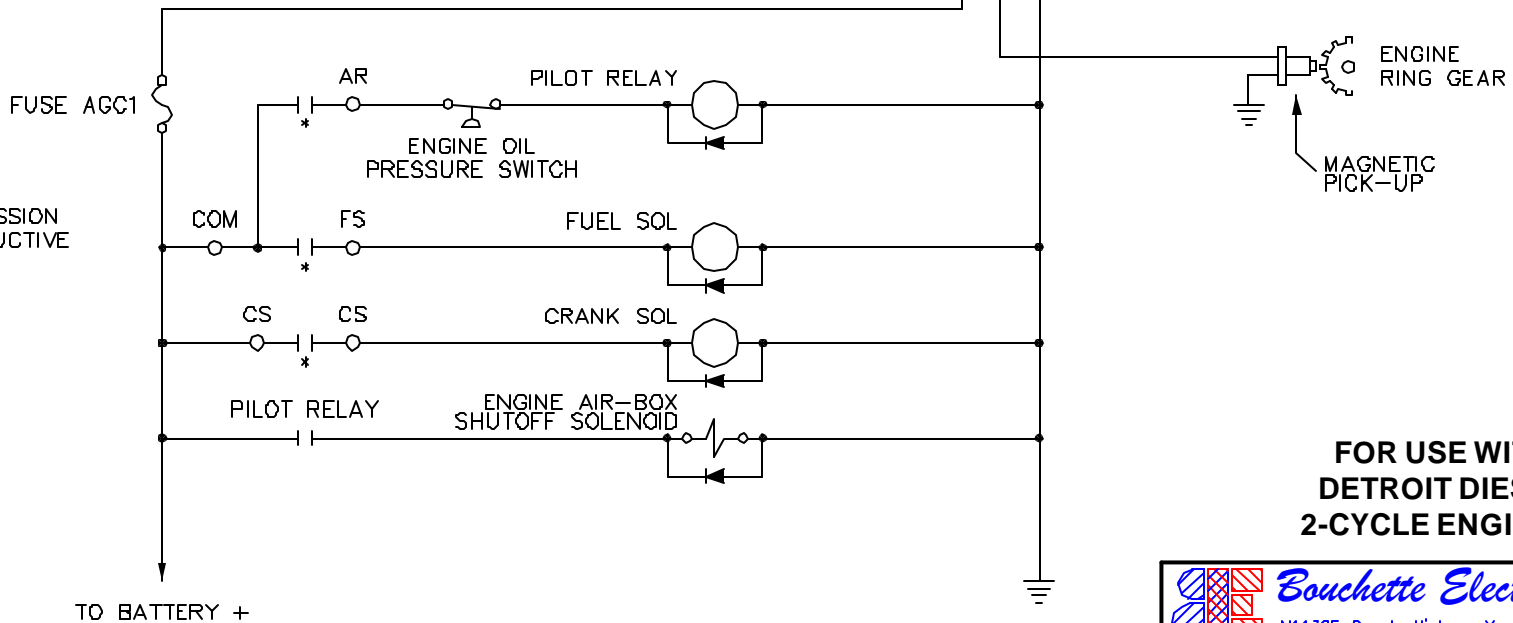 ENGINE
RING GEAR
AR
PILOT RELAY
FUSE AGC1
*
ENGINE OIL
PRESSURE SWITCH
MAGNETIC
PICK-UP
SSION
UCTIVE
COM
FS
FUEL SOL
*
CS
CS
CRANK SOL
*
PILOT RELAY
ENGINE AIR-BOX
SHUTOFF SOLENOID
FOR USE WI
DETROIT DIES
2-CYCLE ENGI
Bouchette Elec
TO BATTERY +